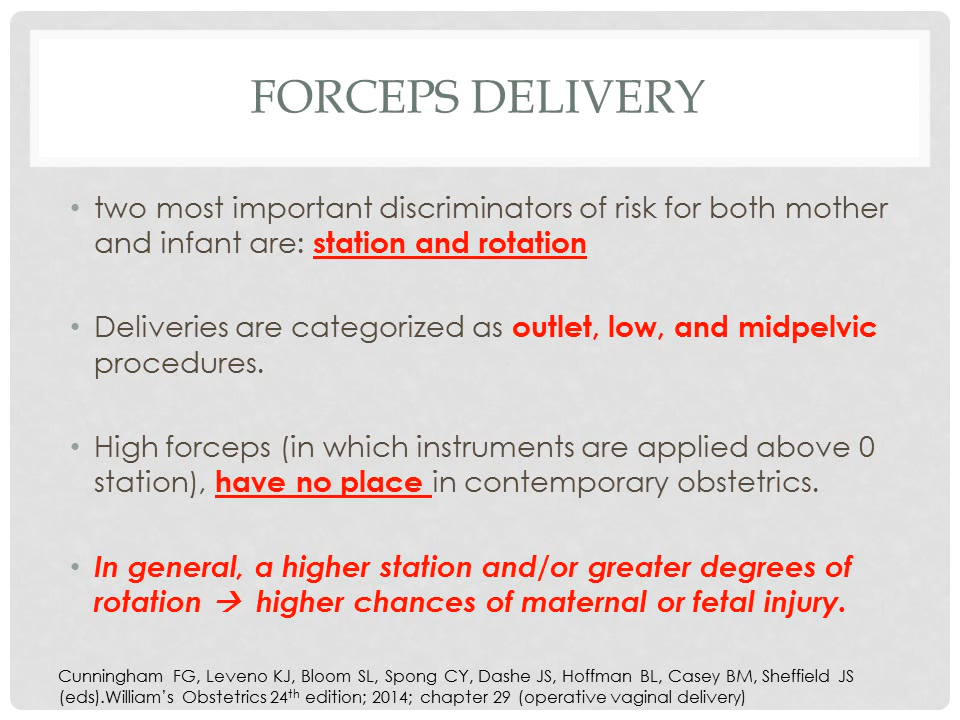 FORCEPS DELIVERY
• two most important discriminators of risk for both mother
and infant are: station and rotation
• Deliveries are categorized as outlet, low, and midpelvic
procedures.
• High forceps (in which instruments are applied above 0
station), have no place in contemporary obstetrics.
• In general, a higher station and/or greater degrees of
rotation → higher chances of maternal or fetal injury.
Cunningham FG, Leveno KJ, Bloom SL, Spong CY, Dashe JS, Hoffman BL, Casey BM, Sheffield JS
(eds).William’s Obstetrics 24th edition; 2014; chapter 29 (operative vaginal delivery)